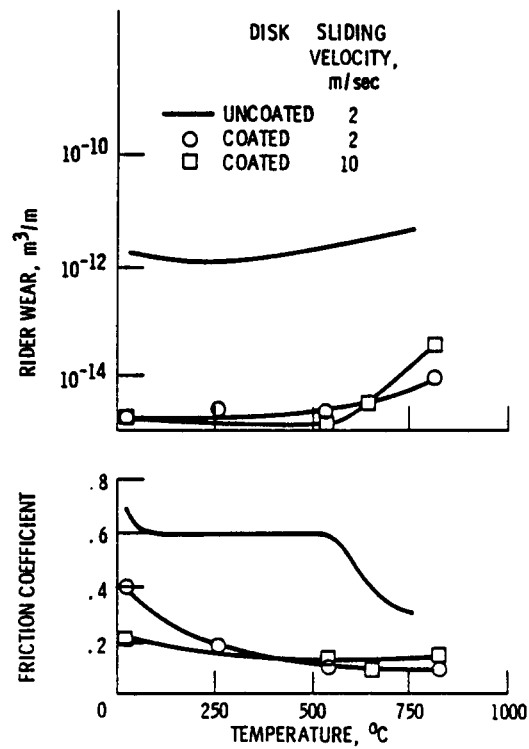 DISK SLIDING
VELOCITY,
m/sec
UNCOATED 2
COATED 2
COATED 10
10⁻¹⁰
10⁻¹²
10⁻¹⁴
RIDER WEAR, m³/m
.8
.6
.4
.2
FRICTION COEFFICIENT
0 250 500 750 1000
TEMPERATURE, °C